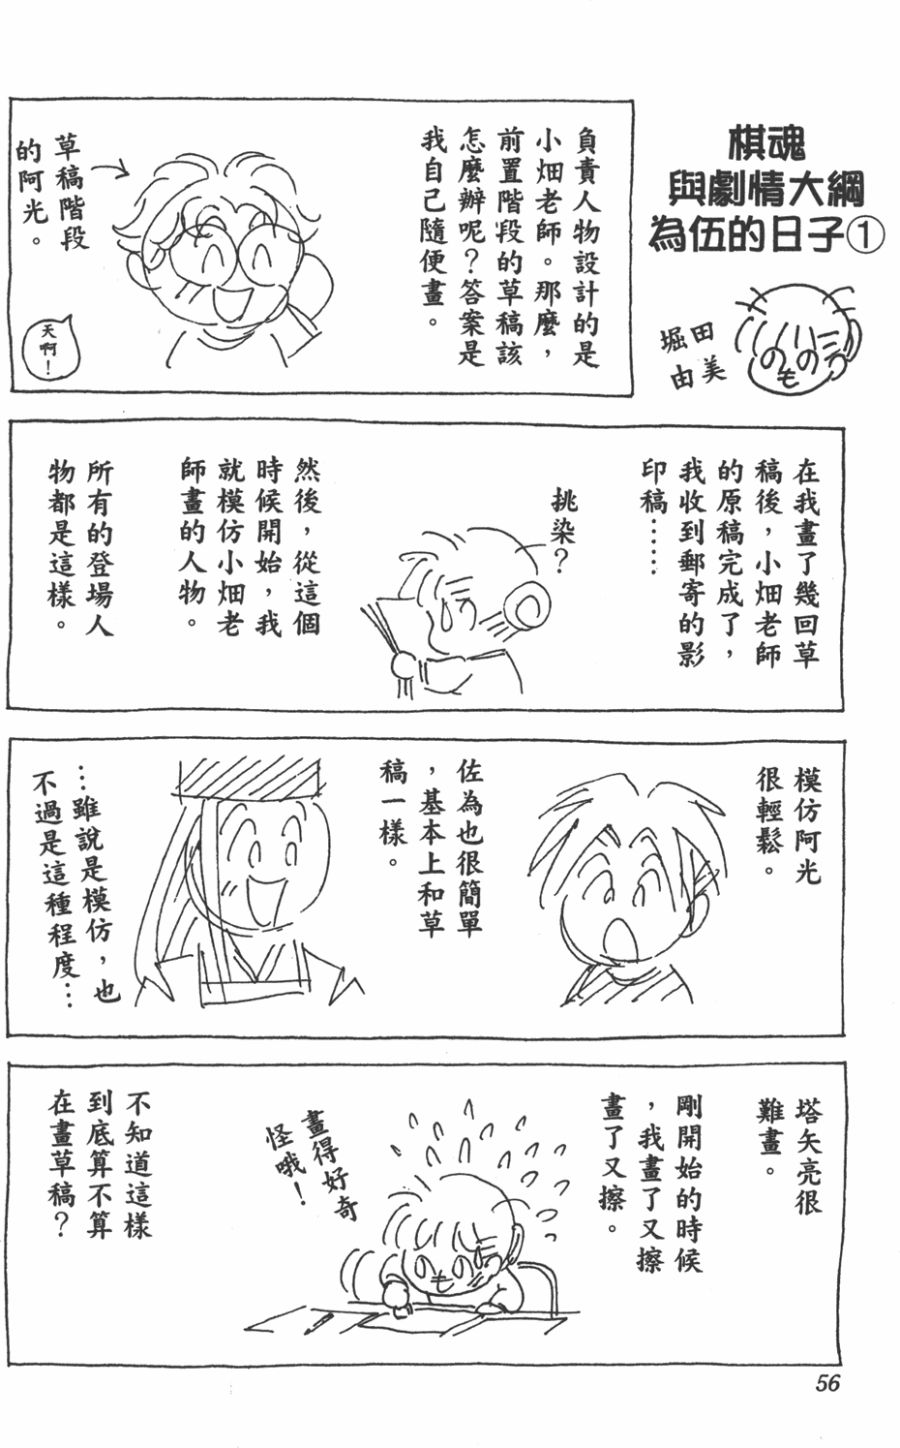 棋魂
與劇情大綱
為伍的日子①
堀田
由美
へのへの
も
負責人物設計的是
小畑老師。那麼，
前置階段的草稿該
怎麼辦呢？答案是
我自己隨便畫。
草稿階段
的阿光。
天
啊！
在我畫了幾回草
稿後，小畑老師
的原稿完成了，
我收到郵寄的影
印稿……
挑染？
然後，從這個
時候開始，我
就模仿小畑老
師畫的人物。
所有的登場人
物都是這樣。
模仿阿光
很輕鬆。
佐為也很簡單
，基本上和草
稿一樣。
…雖說是模仿，也
不過是這種程度…
塔矢亮很
難畫。
剛開始的時候
，我畫了又擦
畫了又擦。
畫得好奇
怪哦！
不知道這樣
到底算不算
在畫草稿？
56